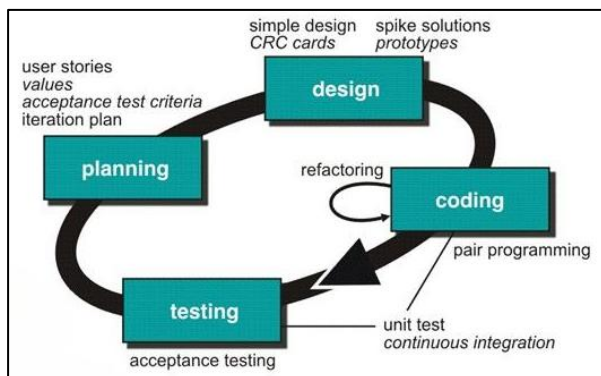 simple design
CRC cards
spike solutions
prototypes
user stories
values
acceptance test criteria
iteration plan
design
planning
refactoring
coding
pair programming
testing
unit test
continuous integration
acceptance testing